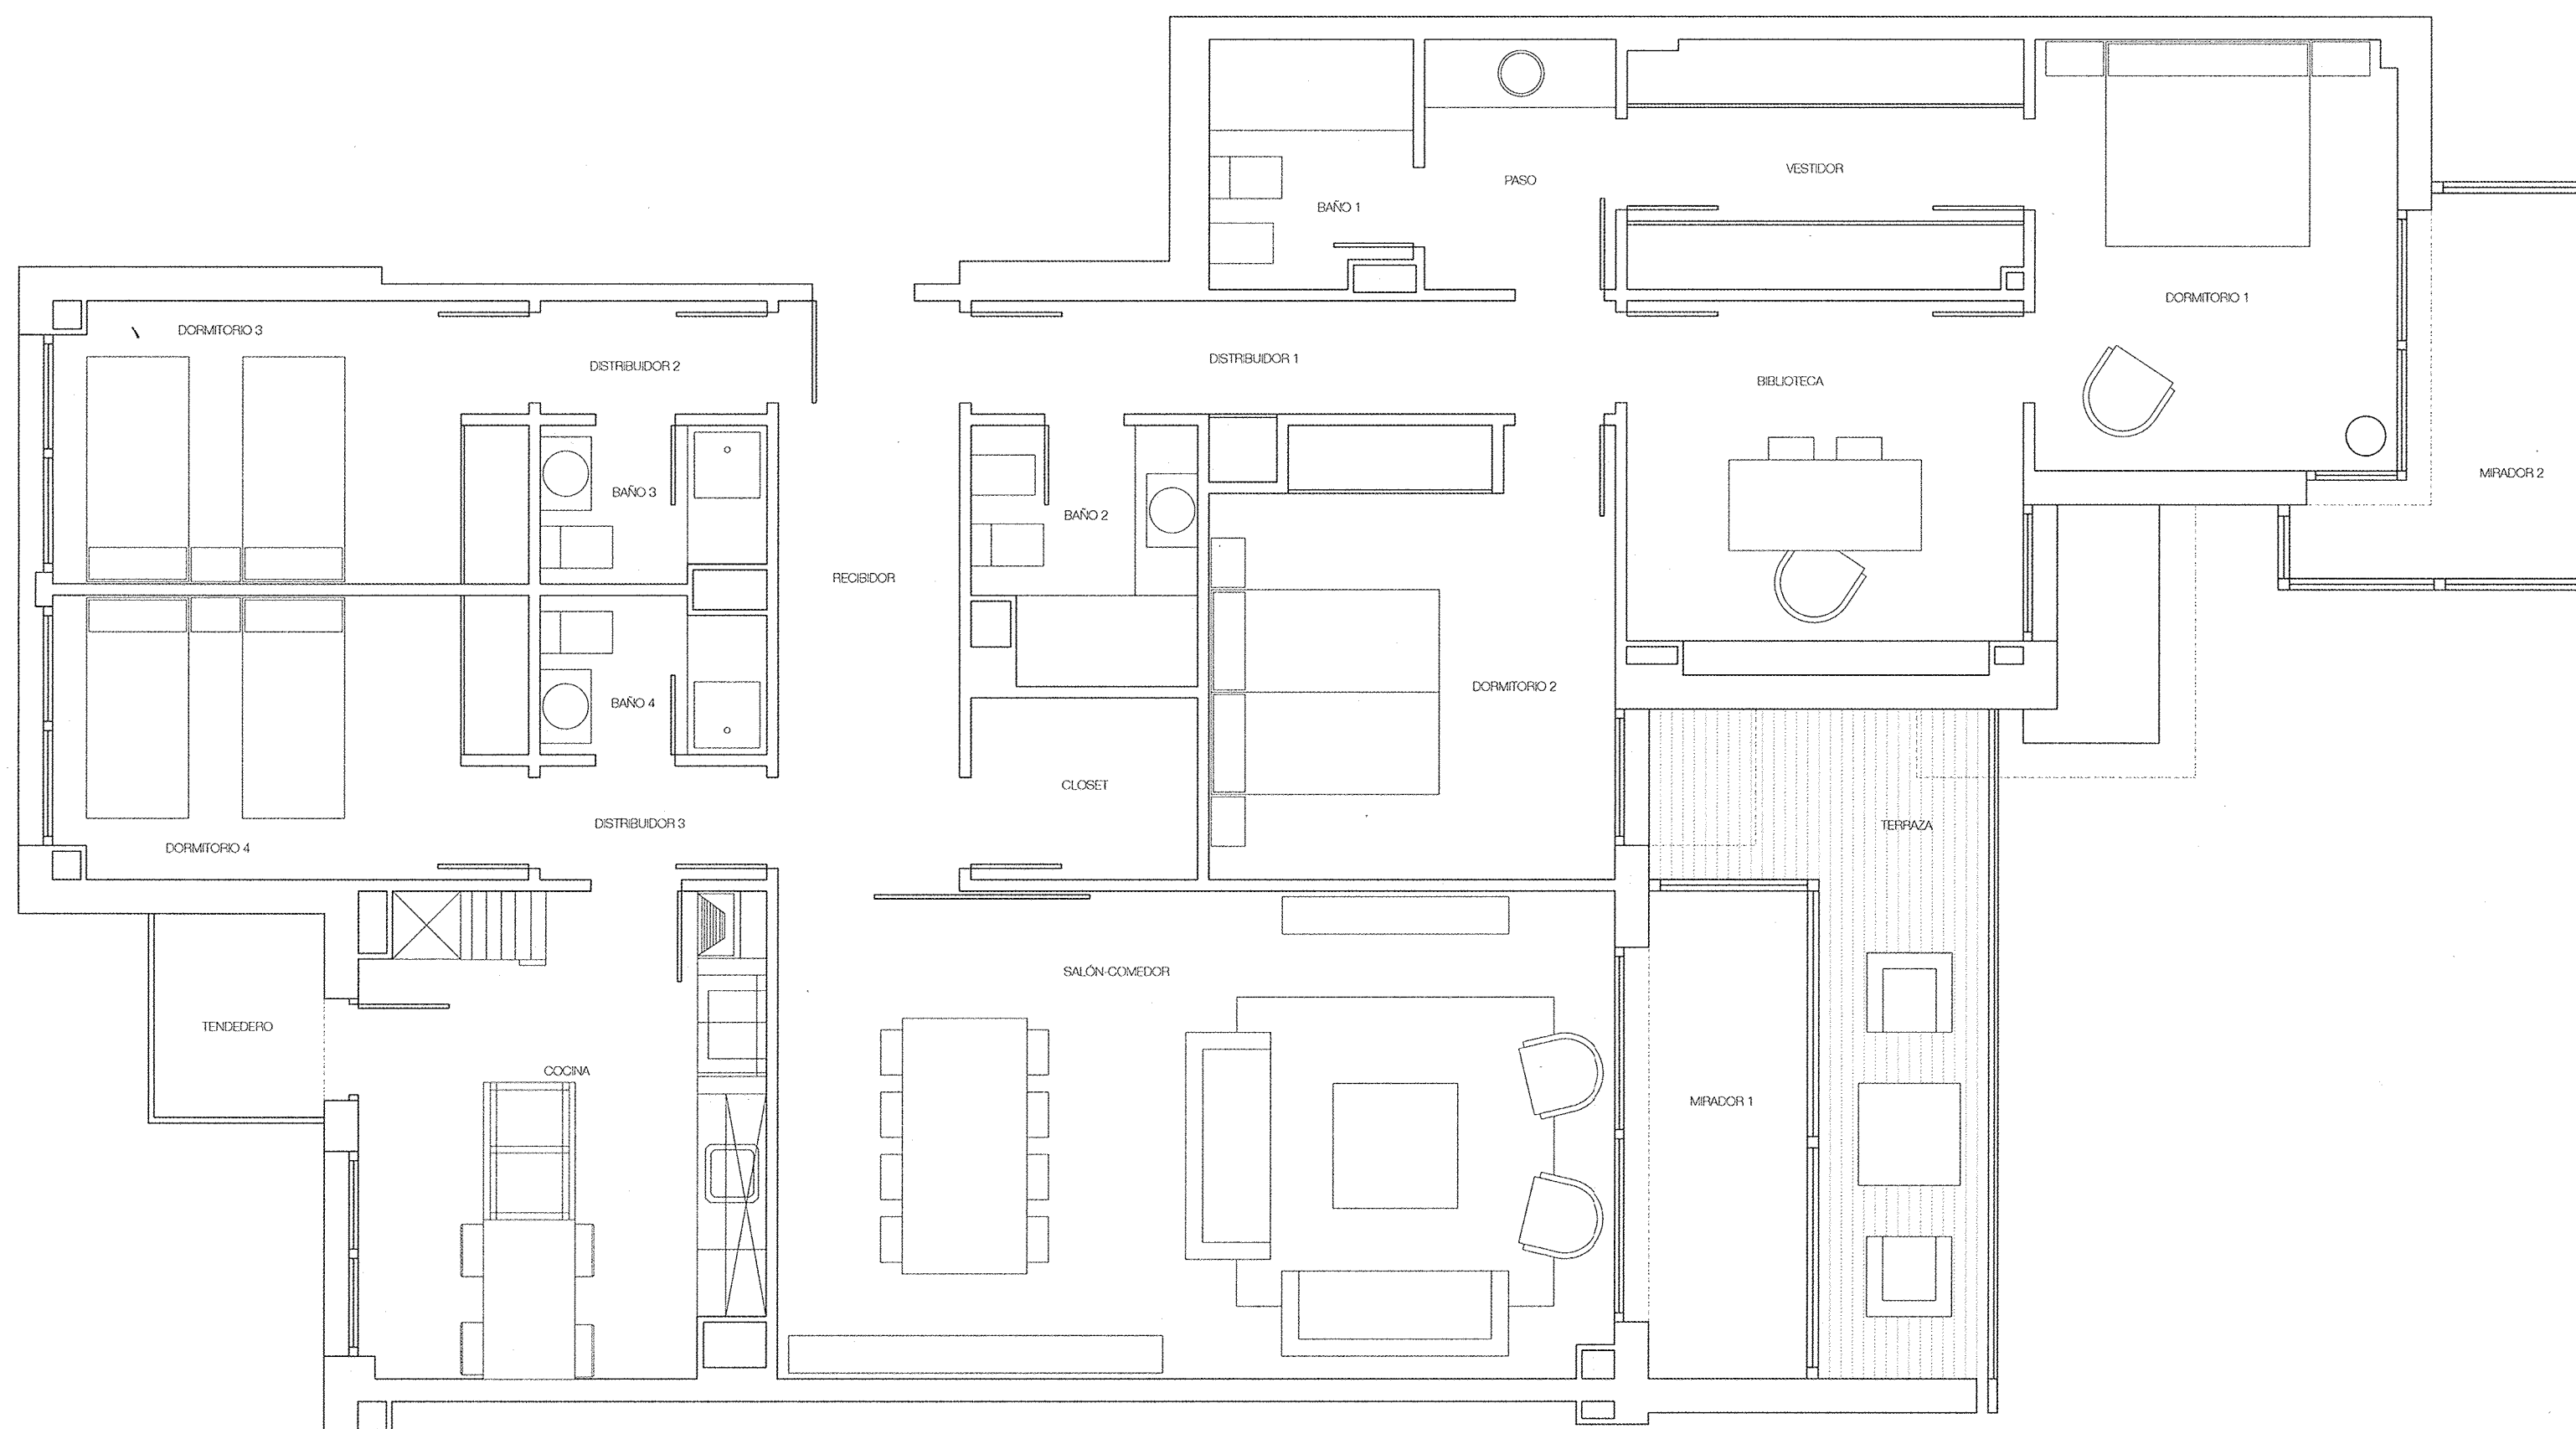 VESTIDOR
PASO
BAÑO 1
DORMITORIO 1
DORMITORIO 3
DISTRIBUIDOR 2
DISTRIBUIDOR 1
BIBLIOTECA
MIRADOR 2
BAÑO 3
BAÑO 2
RECIBIDOR
DORMITORIO 2
BAÑO 4
CLOSET
DISTRIBUIDOR 3
TERRAZA
DORMITORIO 4
SALÓN-COMEDOR
TENDEDERO
COCINA
MIRADOR 1